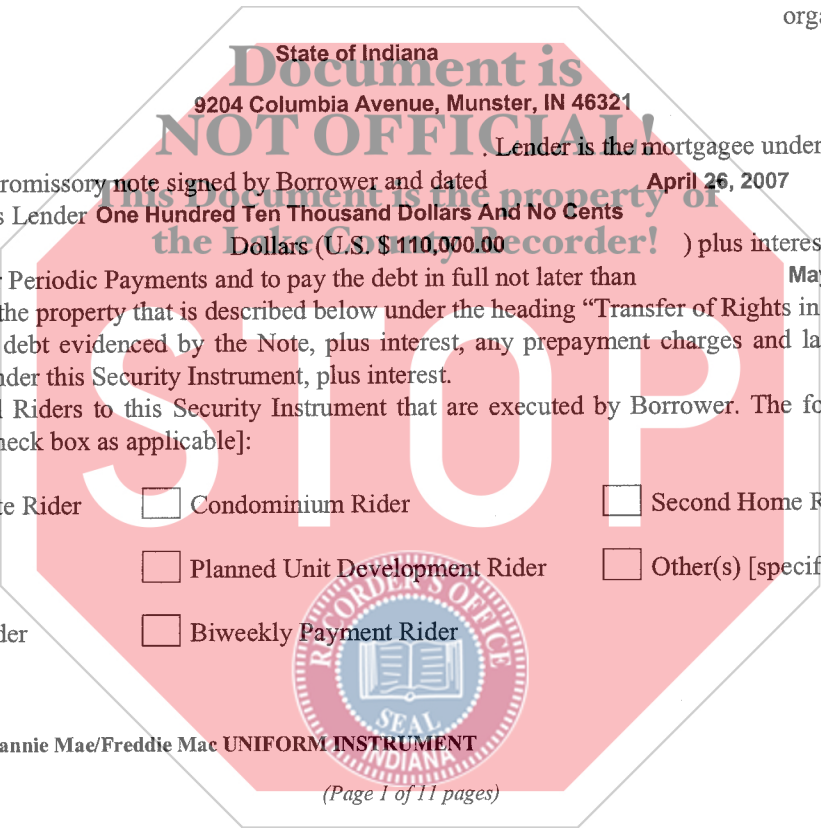 orga
State of Indiana
Document is
9204 Columbia Avenue, Munster, IN 46321
NOT OFFICIAL!
. Lender is the mortgagee under
romissory note signed by Borrower and dated April 26, 2007
This Document is the property of
s Lender One Hundred Ten Thousand Dollars And No Cents
the Lake County Recorder!
Dollars (U.S. $ 110,000.00 ) plus interes
r Periodic Payments and to pay the debt in full not later than May
the property that is described below under the heading “Transfer of Rights in
debt evidenced by the Note, plus interest, any prepayment charges and la
nder this Security Instrument, plus interest.
l Riders to this Security Instrument that are executed by Borrower. The fo
heck box as applicable]:
STOP
te Rider Condominium Rider Second Home R
Planned Unit Development Rider Other(s) [specif
der Biweekly Payment Rider
RECORDER'S OFFICE
SEAL
INDIANA
annie Mae/Freddie Mac UNIFORM INSTRUMENT
(Page 1 of 11 pages)